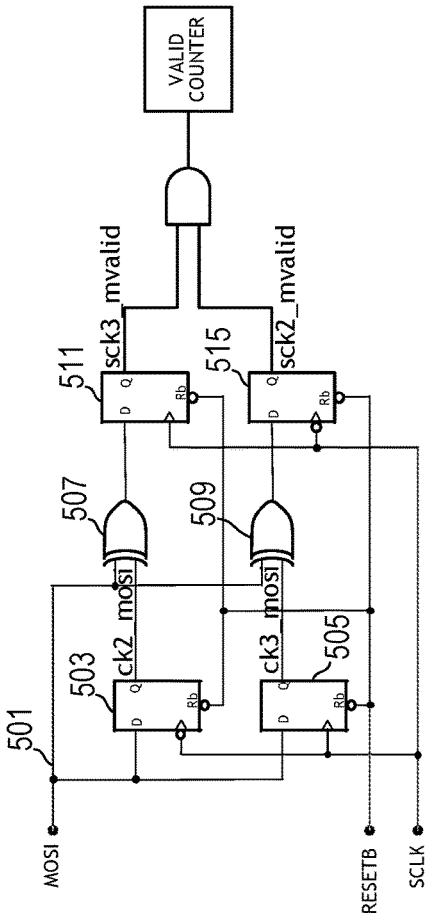 MOSI
501
503
D
Q
Rb
ck2_mosi
507
511
D
Q
Rb
sck3_mvalid
VALID
COUNTER
505
D
Q
Rb
ck3_mosi
509
515
D
Q
Rb
sck2_mvalid
RESETB
SCLK